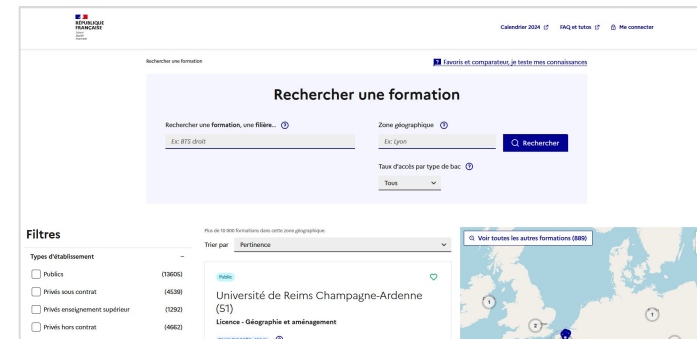 RÉPUBLIQUE
FRANÇAISE
Calendrier 2024 FAQ et tutos Me connecter
Rechercher une formation
Favoris et comparateur, je teste mes connaissances
Rechercher une formation
Rechercher une formation, une filière... ?
Zone géographique ?
Ex: BTS droit
Ex: Lyon
Rechercher
Taux d'accès par type de bac ?
Tous
Filtres
Types d'établissement −
Publics (13605)
Privés sous contrat (4539)
Privés enseignement supérieur (1292)
Privés hors contrat (4662)
Plus de 10 000 formations dans cette zone géographique.
Trier par Pertinence
Public
Université de Reims Champagne-Ardenne
(51)
Licence - Géographie et aménagement
Voir toutes les autres formations (889)
1
1
2